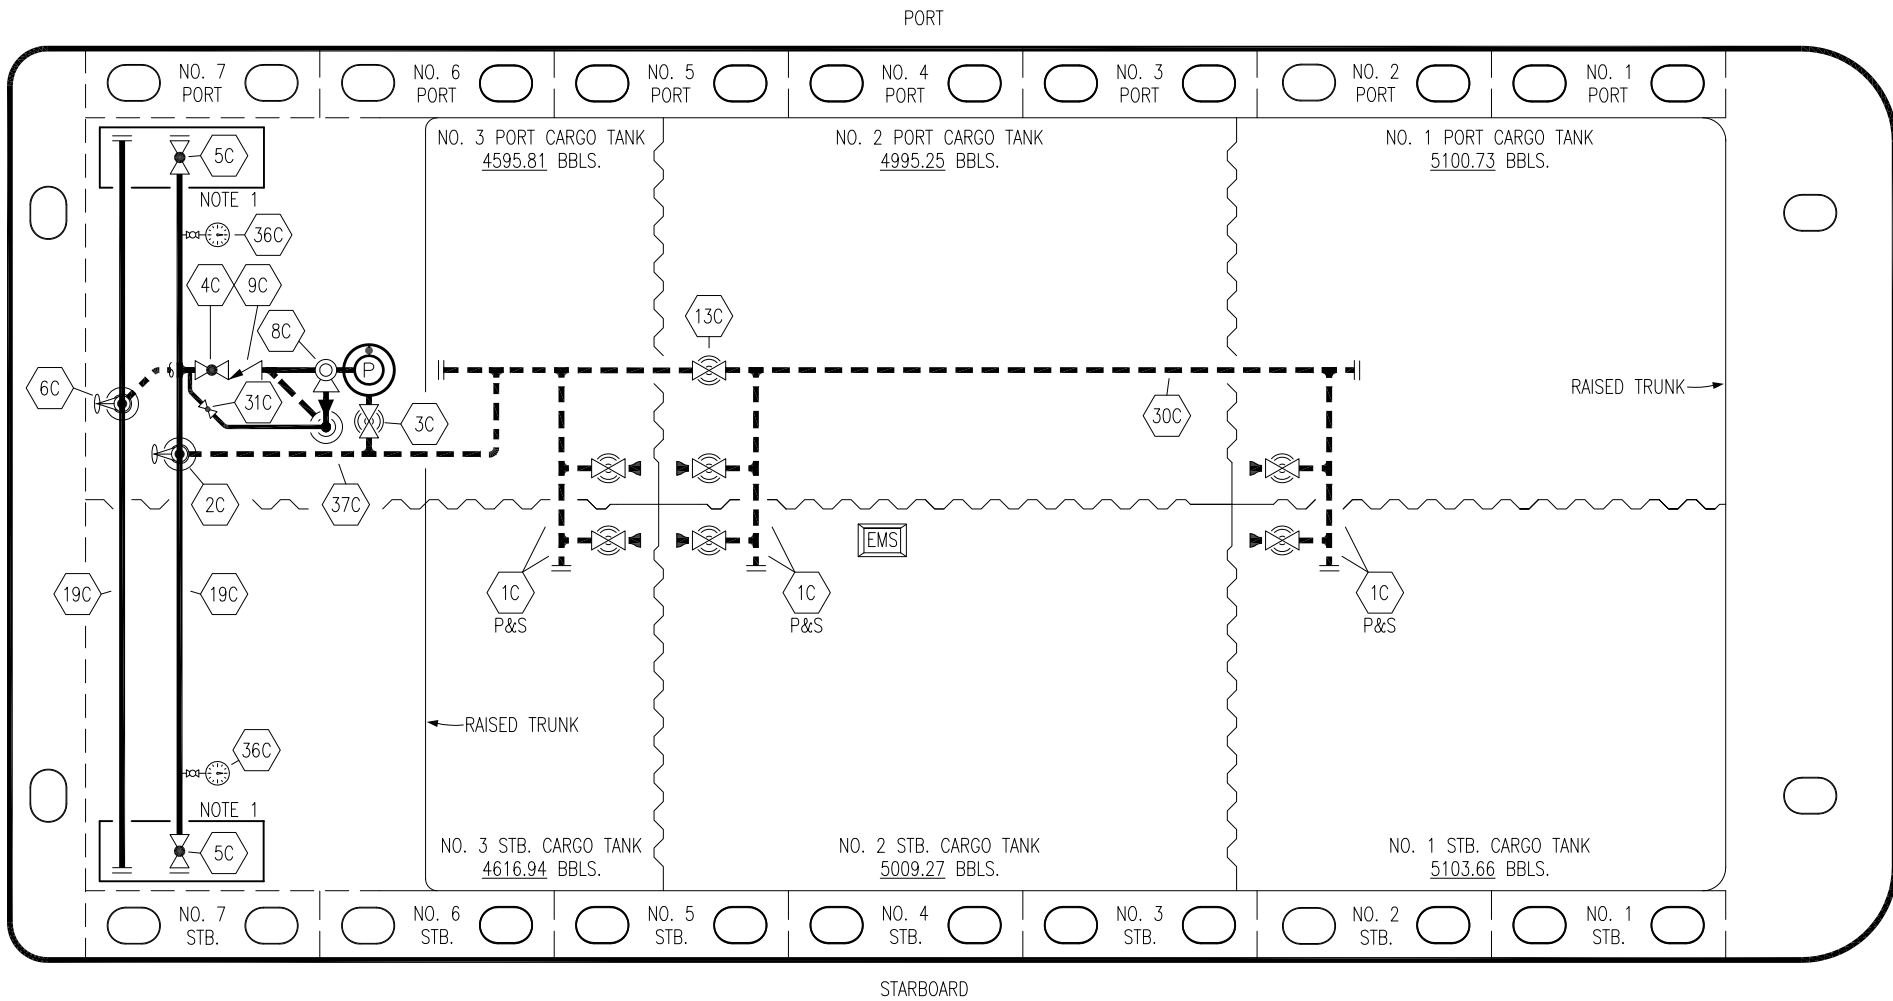 PORT
NO. 7
PORT
NO. 6
PORT
NO. 5
PORT
NO. 4
PORT
NO. 3
PORT
NO. 2
PORT
NO. 1
PORT
NO. 3 PORT CARGO TANK
4595.81 BBLS.
NO. 2 PORT CARGO TANK
4995.25 BBLS.
NO. 1 PORT CARGO TANK
5100.73 BBLS.
5C
NOTE 1
36C
4C
9C
8C
13C
P
6C
31C
3C
30C
RAISED TRUNK
2C
37C
EMS
19C
19C
1C
P&S
1C
P&S
1C
P&S
RAISED TRUNK
36C
NOTE 1
5C
NO. 3 STB. CARGO TANK
4616.94 BBLS.
NO. 2 STB. CARGO TANK
5009.27 BBLS.
NO. 1 STB. CARGO TANK
5103.66 BBLS.
NO. 7
STB.
NO. 6
STB.
NO. 5
STB.
NO. 4
STB.
NO. 3
STB.
NO. 2
STB.
NO. 1
STB.
STARBOARD